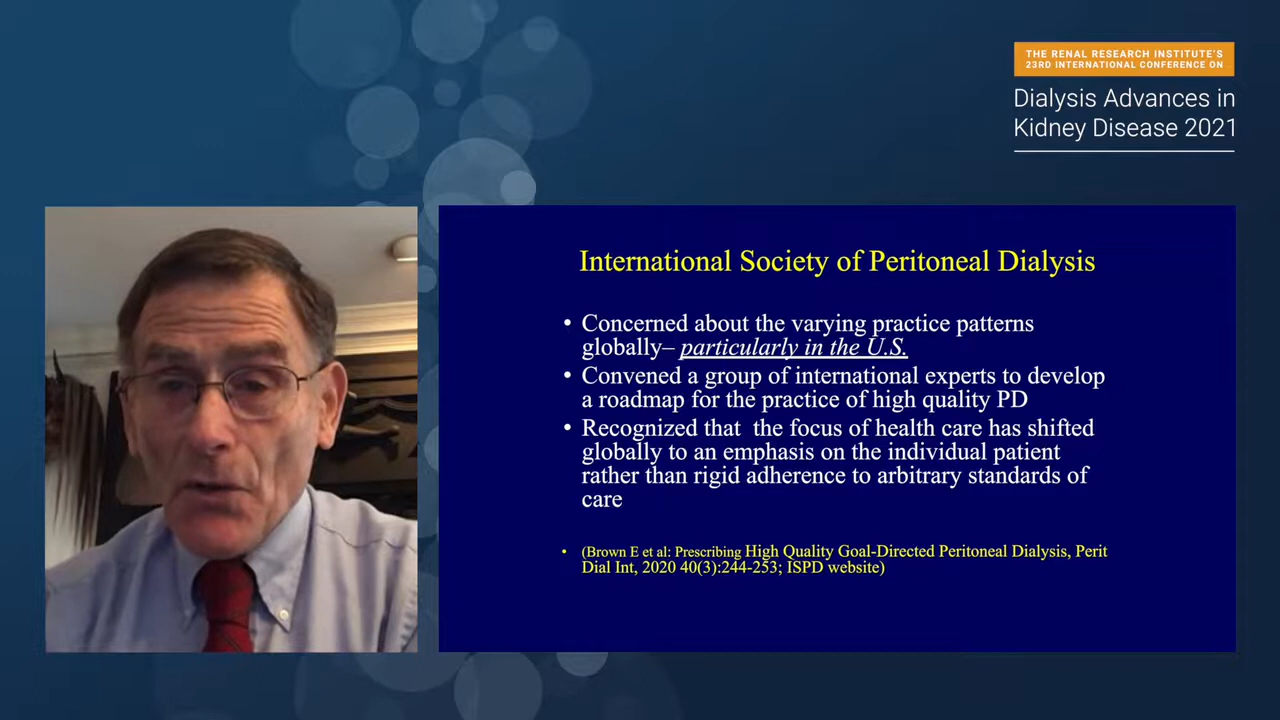 THE RENAL RESEARCH INSTITUTE'S
23RD INTERNATIONAL CONFERENCE ON
Dialysis Advances in
Kidney Disease 2021
International Society of Peritoneal Dialysis
• Concerned about the varying practice patterns
globally– particularly in the U.S.
• Convened a group of international experts to develop
a roadmap for the practice of high quality PD
• Recognized that the focus of health care has shifted
globally to an emphasis on the individual patient
rather than rigid adherence to arbitrary standards of
care
• (Brown E et al: Prescribing High Quality Goal-Directed Peritoneal Dialysis, Perit
Dial Int, 2020 40(3):244-253; ISPD website)